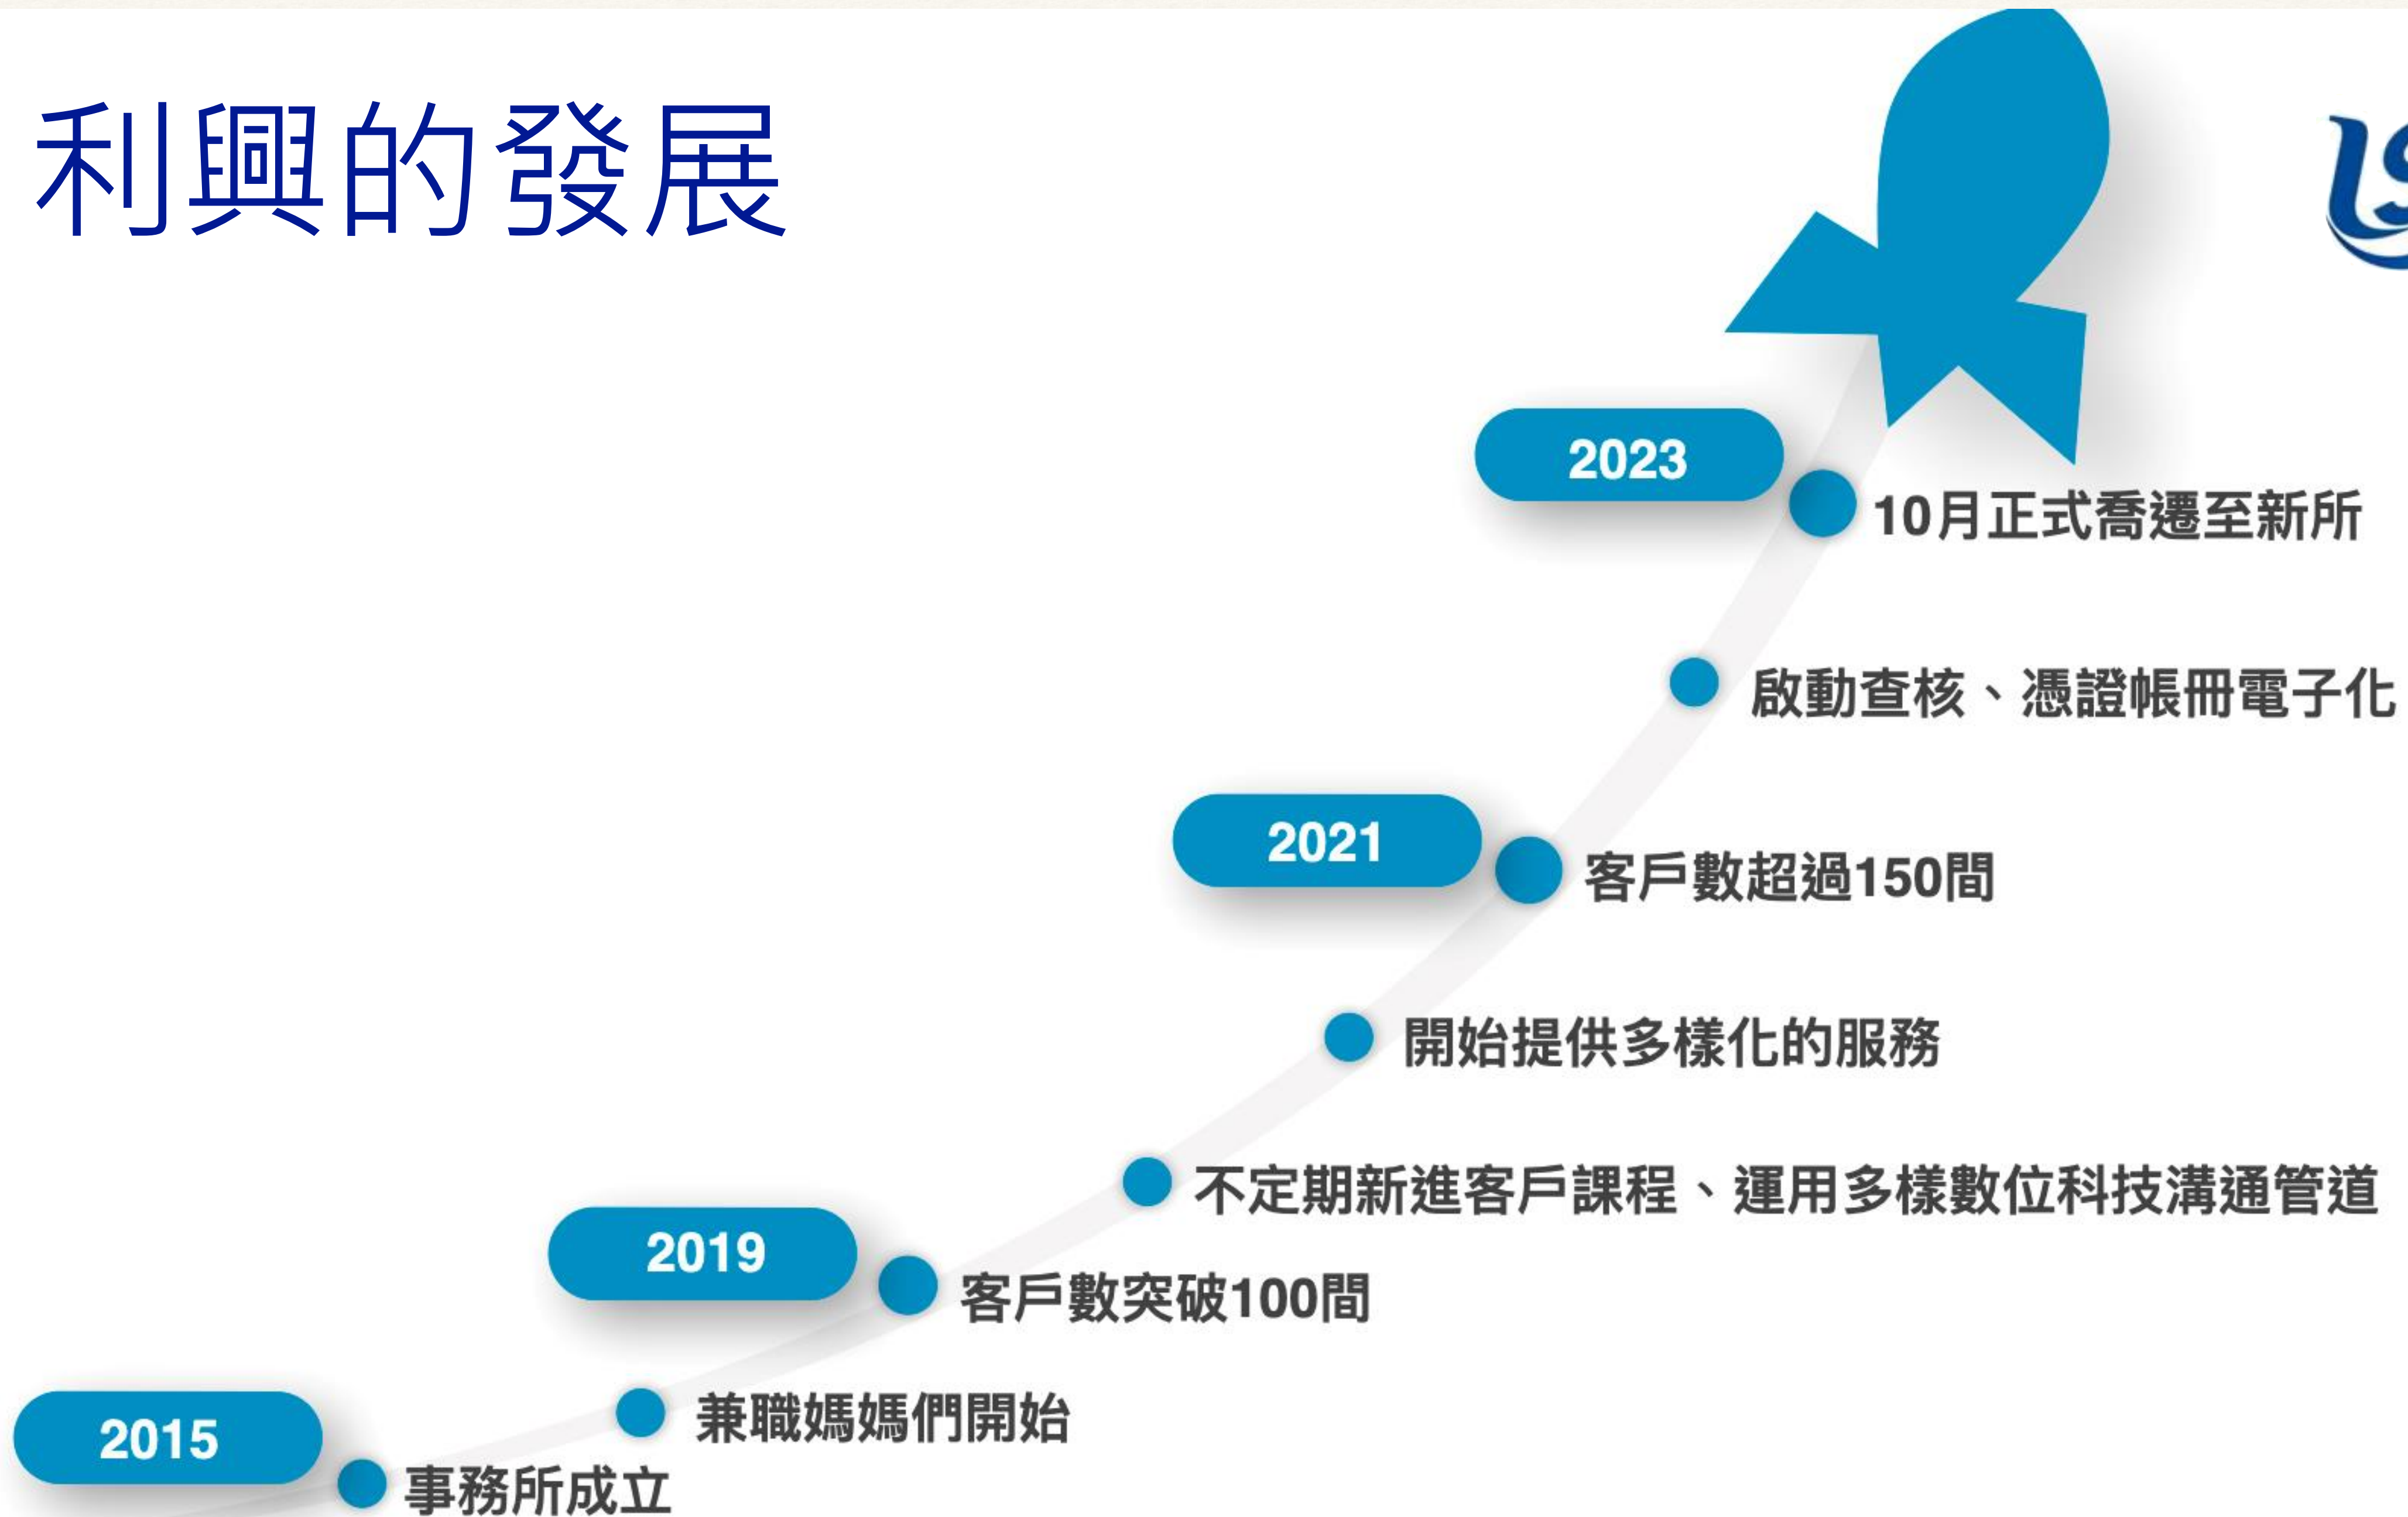 利興的發展
2023
10月正式喬遷至新所
啟動查核、憑證帳冊電子化
2021
客戶數超過150間
開始提供多樣化的服務
不定期新進客戶課程、運用多樣數位科技溝通管道
2019
客戶數突破100間
兼職媽媽們開始
2015
事務所成立